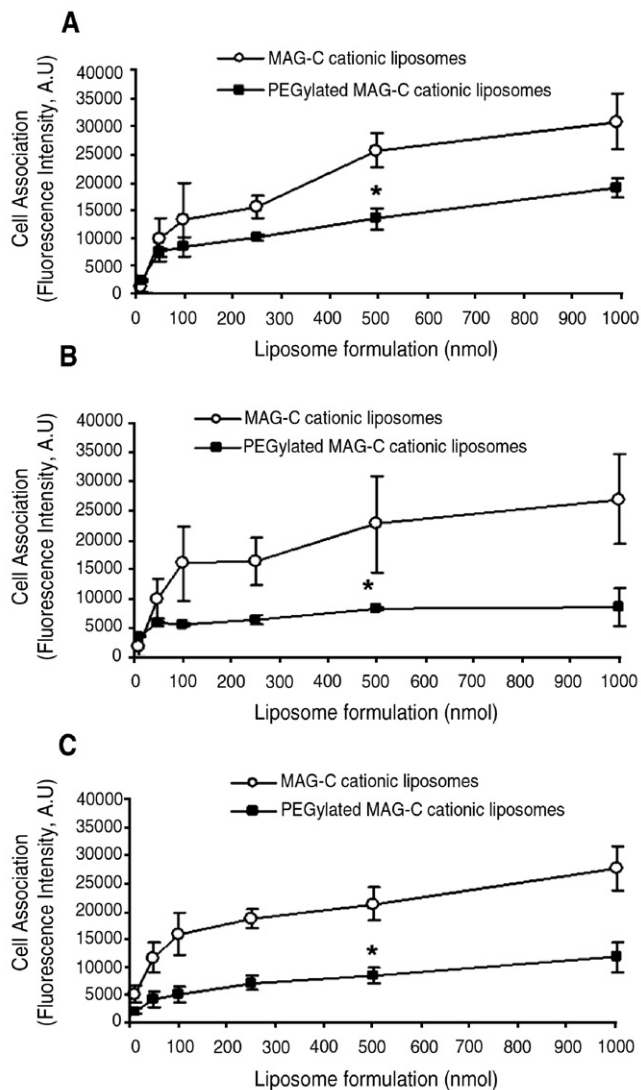 A
MAG-C cationic liposomes
PEGylated MAG-C cationic liposomes
Cell Association
(Fluorescence Intensity, A.U)
40000
35000
30000
25000
20000
15000
10000
5000
0
*
0 100 200 300 400 500 600 700 800 900 1000
Liposome formulation (nmol)
B
MAG-C cationic liposomes
PEGylated MAG-C cationic liposomes
Cell Association
(Fluorescence Intensity, A.U)
40000
35000
30000
25000
20000
15000
10000
5000
0
*
0 100 200 300 400 500 600 700 800 900 1000
Liposome formulation (nmol)
C
MAG-C cationic liposomes
PEGylated MAG-C cationic liposomes
Cell Association
(Fluorescence Intensity, A.U)
40000
35000
30000
25000
20000
15000
10000
5000
0
*
0 100 200 300 400 500 600 700 800 900 1000
Liposome formulation (nmol)